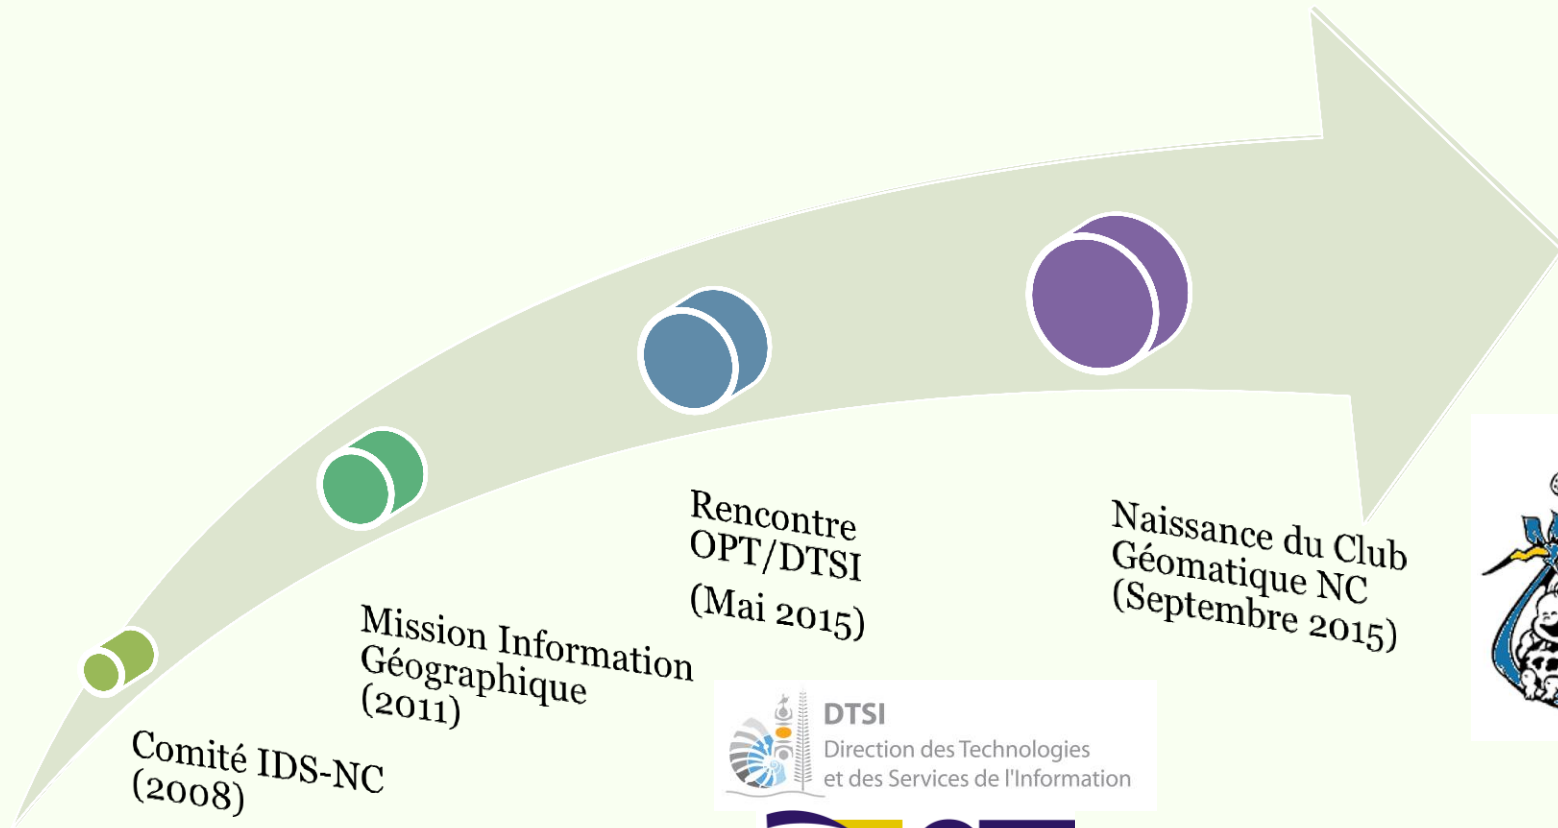 Comité IDS-NC
(2008)
Mission Information
Géographique
(2011)
Rencontre
OPT/DTSI
(Mai 2015)
Naissance du Club
Géomatique NC
(Septembre 2015)
DTSI
Direction des Technologies
et des Services de l'Information